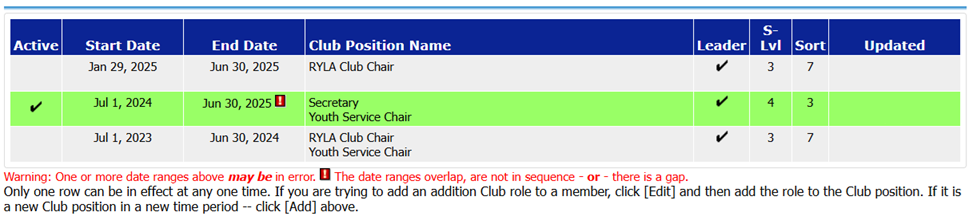 Active Start Date End Date Club Position Name Leader S-Lvl Sort Updated
Jan 29, 2025 Jun 30, 2025 RYLA Club Chair ✔ 3 7
✔ Jul 1, 2024 Jun 30, 2025 Secretary ✔ 4 3
Youth Service Chair
Jul 1, 2023 Jun 30, 2024 RYLA Club Chair ✔ 3 7
Youth Service Chair
Warning: One or more date ranges above may be in error. ! The date ranges overlap, are not in sequence - or - there is a gap.
Only one row can be in effect at any one time. If you are trying to add an addition Club role to a member, click [Edit] and then add the role to the Club position. If it is
a new Club position in a new time period -- click [Add] above.